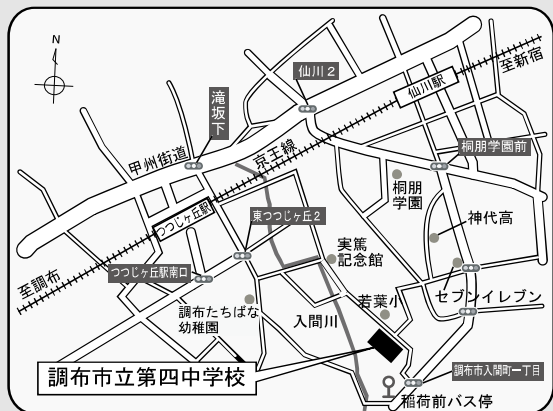 N
仙川2
至新宿
仙川駅
滝坂下
甲州街道
京王線
桐朋学園前
桐朋
学園
神代高
つつじヶ丘駅
東つつじヶ丘2
実篤
記念館
至調布
つつじヶ丘駅南口
セブンイレブン
若葉小
調布たちばな
幼稚園
入間川
調布市立第四中学校
調布市入間町一丁目
稲荷前バス停